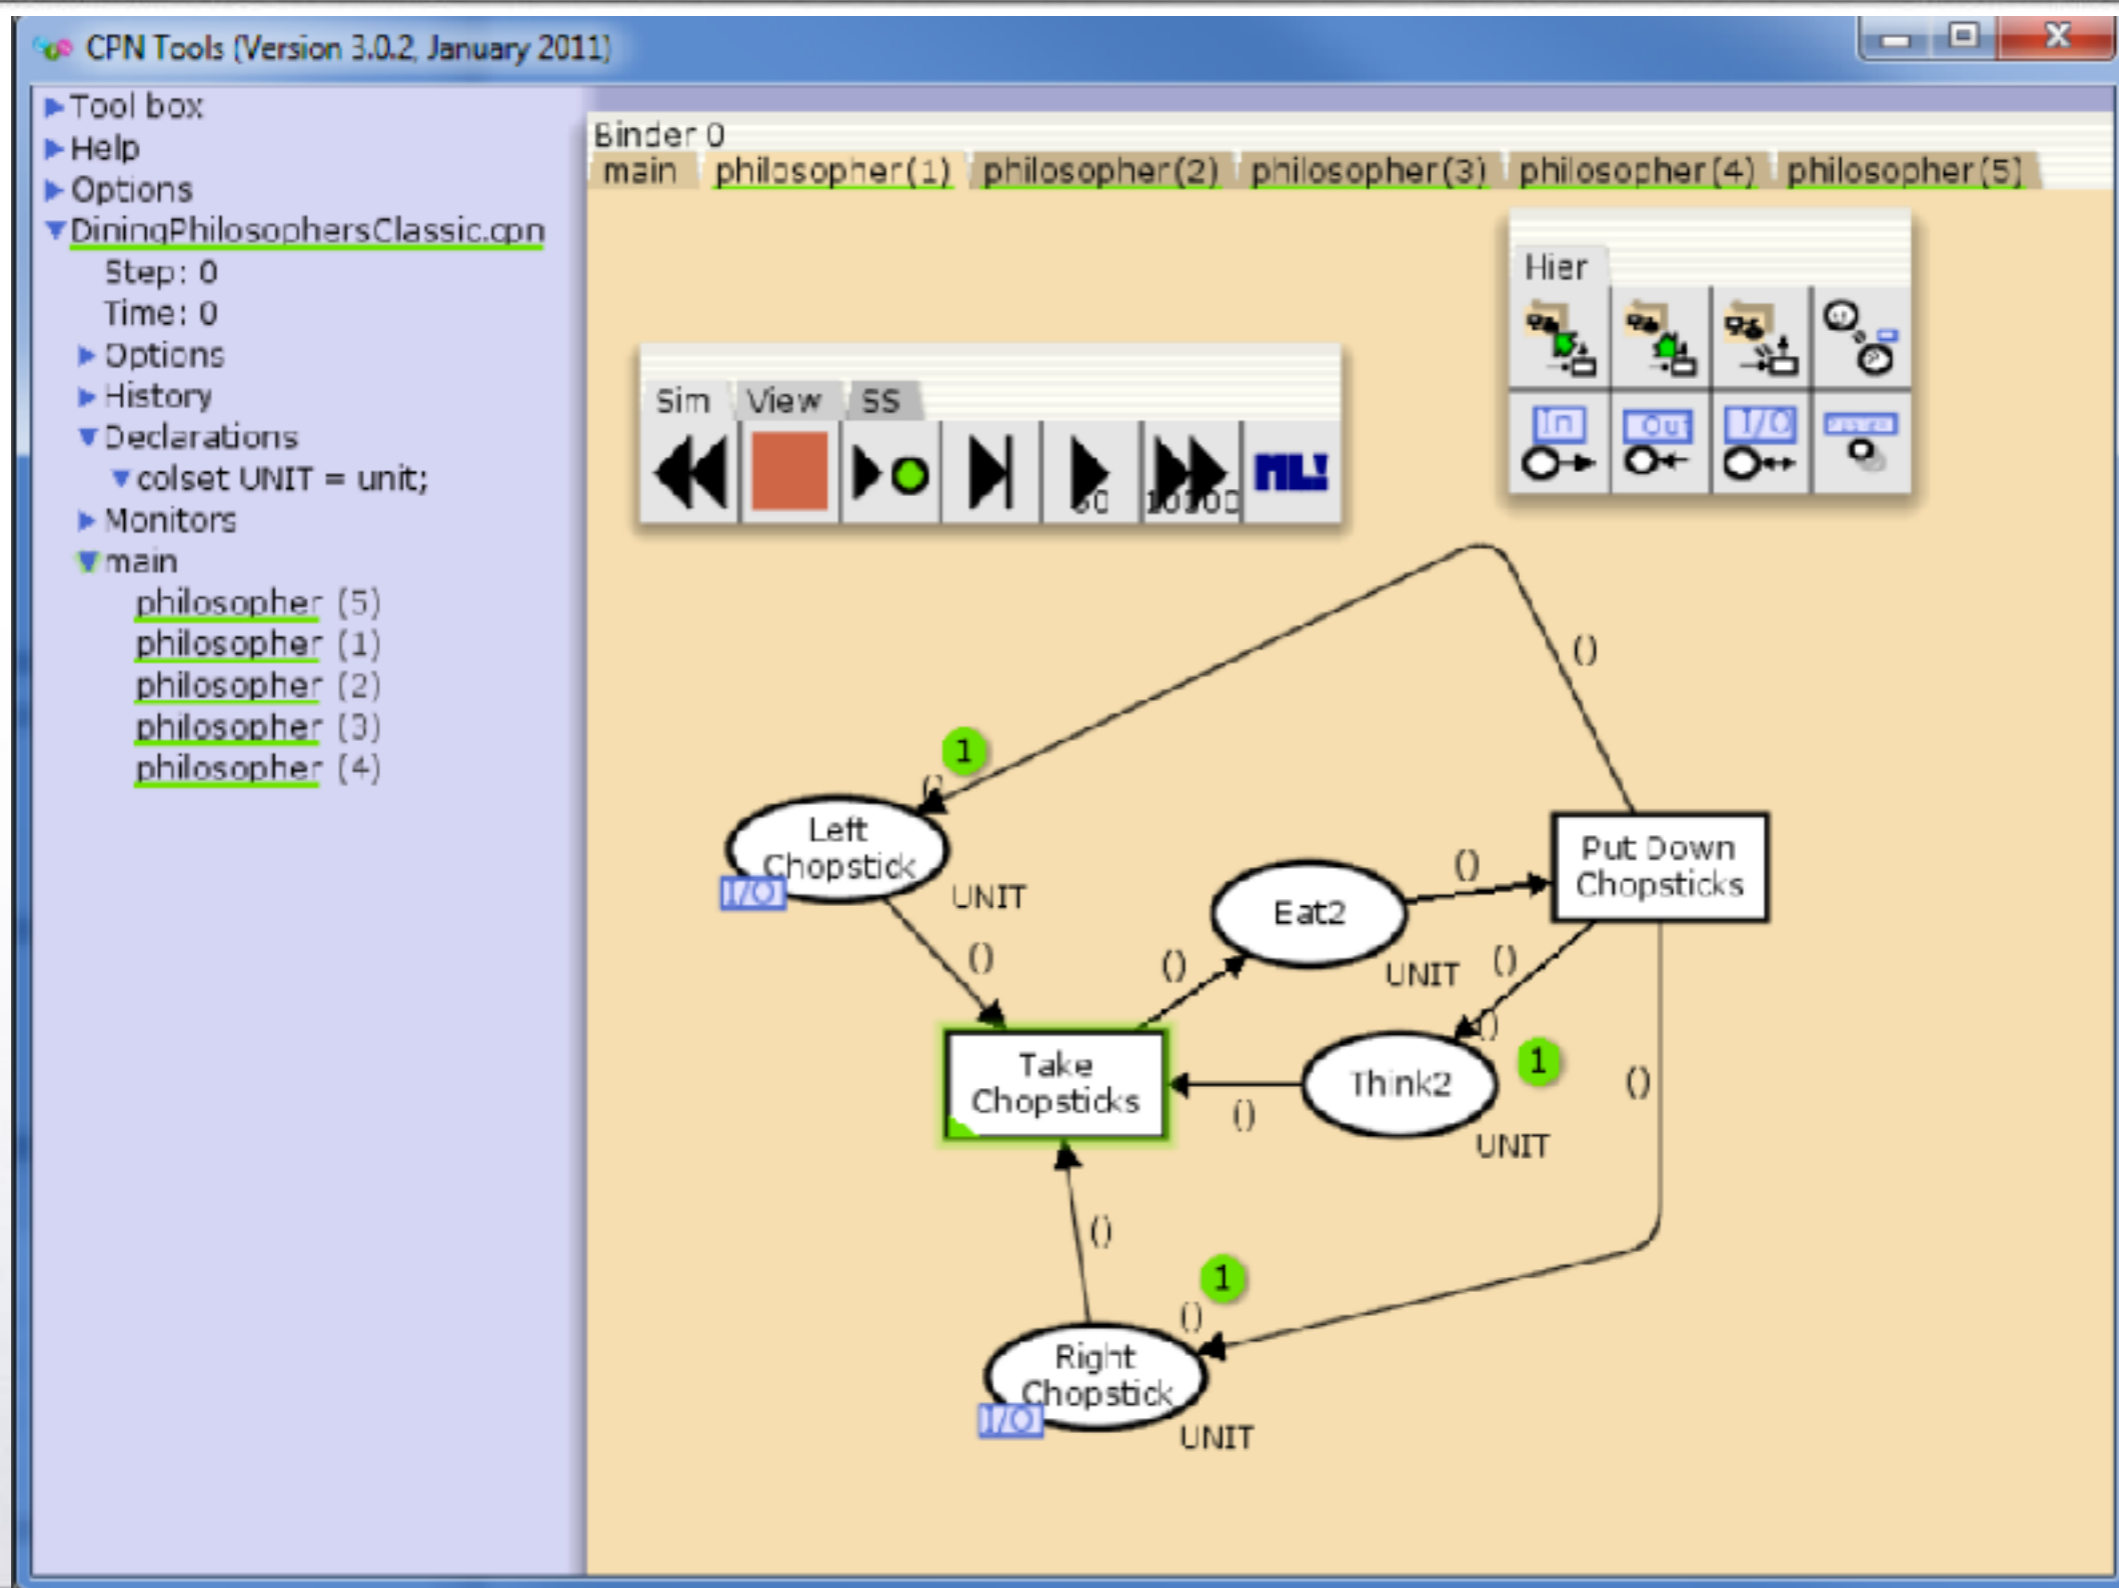 CPN Tools (Version 3.0.2, January 2011)
Tool box
Help
Options
DiningPhilosophersClassic.cpn
Step: 0
Time: 0
Options
History
Declarations
colset UNIT = unit;
Monitors
main
philosopher (5)
philosopher (1)
philosopher (2)
philosopher (3)
philosopher (4)
Binder 0
main philosopher(1) philosopher(2) philosopher(3) philosopher(4) philosopher(5)
Hier
In Out I/O
Sim View SS
50 10000 ML!
()
1
()
Left
Chopstick
I/O
UNIT
()
Put Down
Chopsticks
()
Eat2
UNIT
()
()
()
Take
Chopsticks
Think2
1
UNIT
()
()
()
1
()
Right
Chopstick
I/O
UNIT